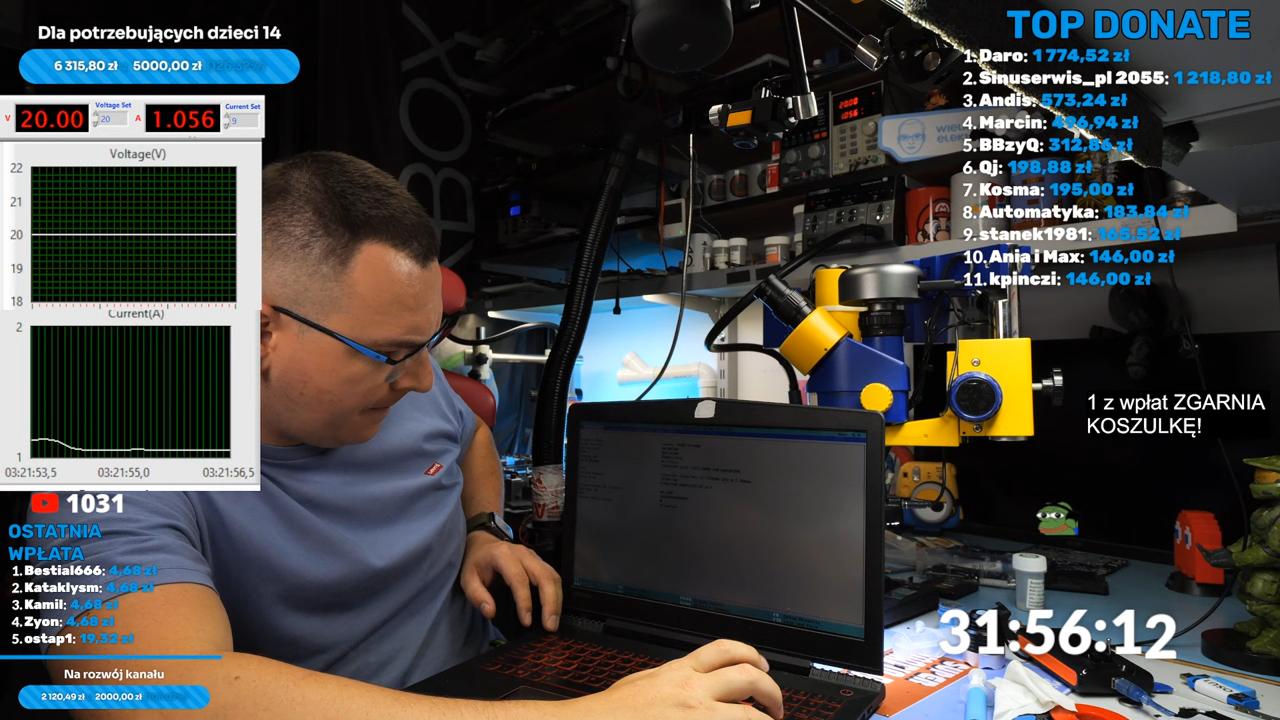 Dla potrzebujących dzieci 14
6 315,80 zł 5000,00 zł
V 20.00 Voltage Set 20 A 1.056 Current Set 9
Voltage(V)
22
21
20
19
18
Current(A)
2
1
03:21:53,5 03:21:55,0 03:21:56,5
1031
OSTATNIA
WPŁATA
1. Bestial666: 4,68 zł
2. Kataklysm: 4,68 zł
3. Kamil: 4,68 zł
4. Zyon: 4,68 zł
5. ostap1: 19,32 zł
Na rozwój kanału
2 120,49 zł 2000,00 zł
TOP DONATE
1. Daro: 1 774,52 zł
2. Sinuserwis_pl 2055: 1 218,80 zł
3. Andis: 573,24 zł
4. Marcin: 496,94 zł
5. BBzyQ: 312,86 zł
6. Qj: 198,88 zł
7. Kosma: 195,00 zł
8. Automatyka: 183,84 zł
9. stanek1981: 165,52 zł
10. Ania i Max: 146,00 zł
11. kpinczi: 146,00 zł
1 z wpłat ZGARNIA
KOSZULKĘ!
31:56:12